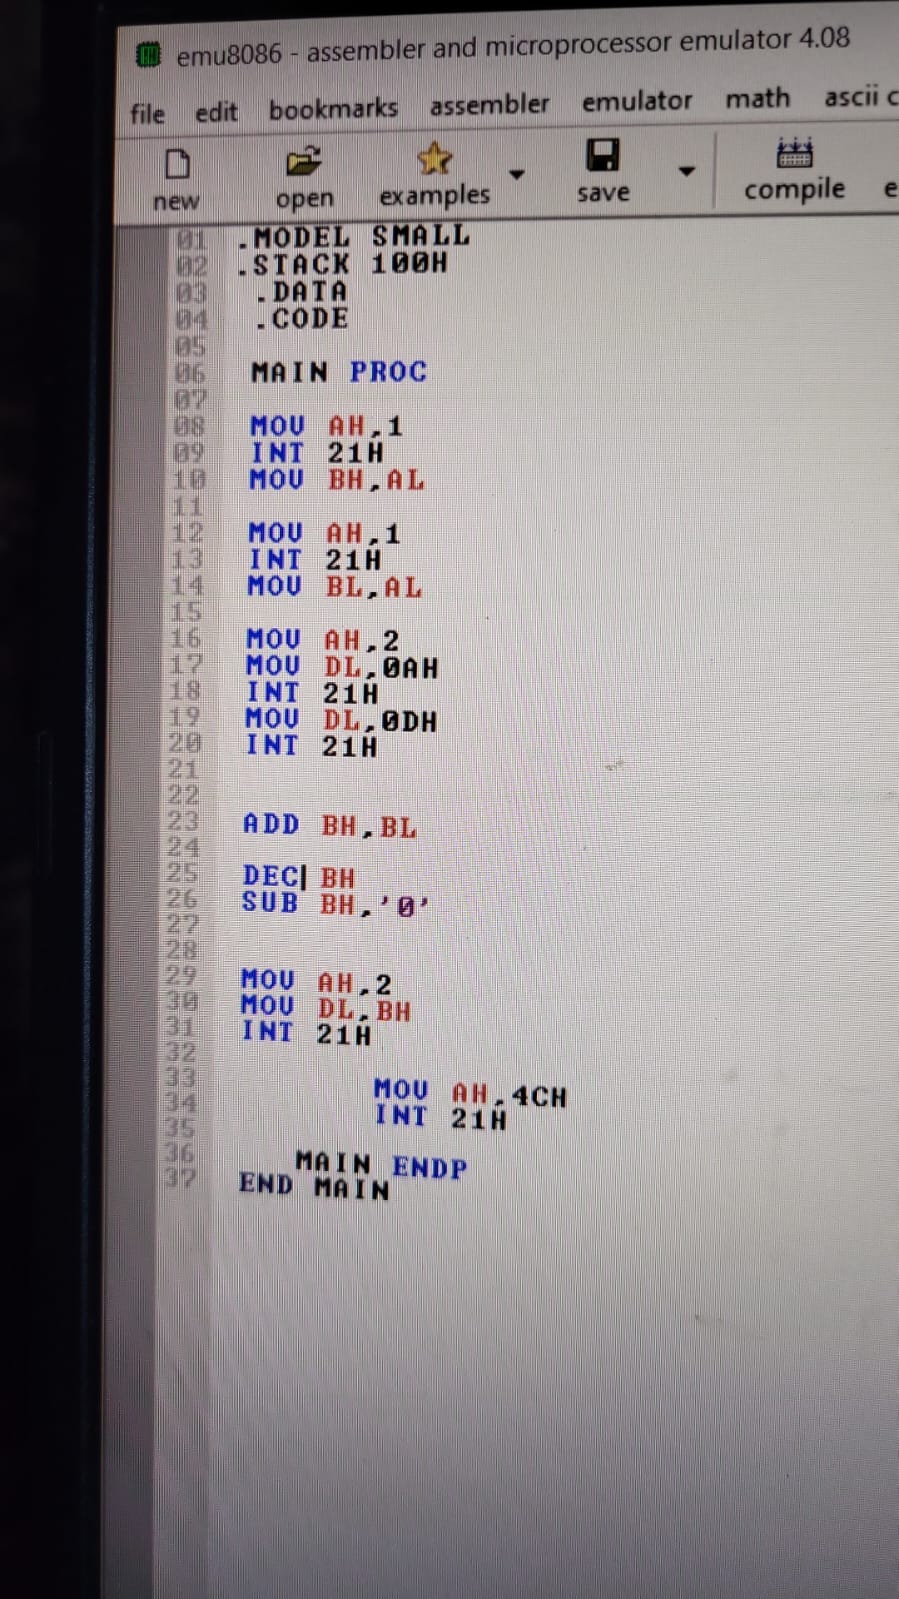 emu8086 - assembler and microprocessor emulator 4.08
file edit bookmarks assembler emulator math ascii c
new open examples save compile e
01 .MODEL SMALL
02 .STACK 100H
03 .DATA
04 .CODE
05
06 MAIN PROC
07
08 MOV AH,1
09 INT 21H
10 MOV BH,AL
11
12 MOV AH,1
13 INT 21H
14 MOV BL,AL
15
16 MOV AH,2
17 MOV DL,0AH
18 INT 21H
19 MOV DL,0DH
20 INT 21H
21
22
23 ADD BH,BL
24
25 DEC BH
26 SUB BH,'0'
27
28
29 MOV AH,2
30 MOV DL,BH
31 INT 21H
32
33 MOV AH,4CH
34 INT 21H
35
36 MAIN ENDP
37 END MAIN